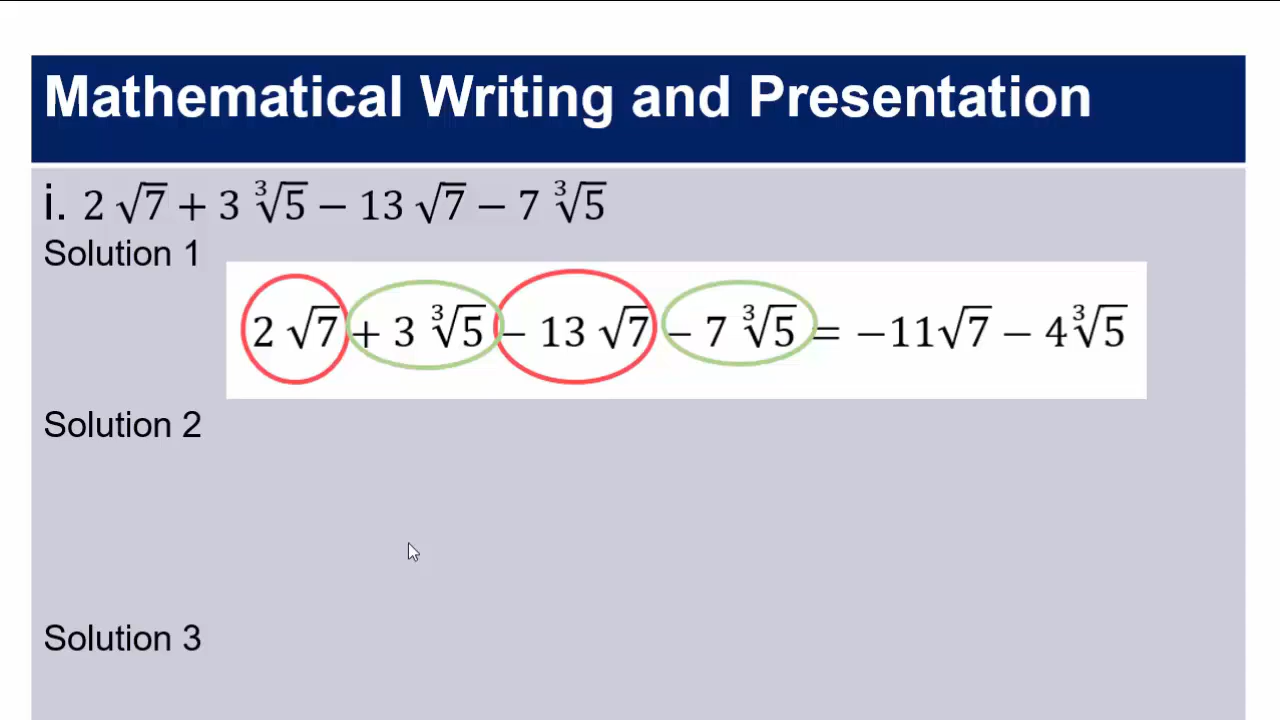 Mathematical Writing and Presentation
i. 2 √7 + 3 ∛5 − 13 √7 − 7 ∛5
Solution 1
2 √7 + 3 ∛5 − 13 √7 − 7 ∛5 = −11√7 − 4∛5
Solution 2
Solution 3